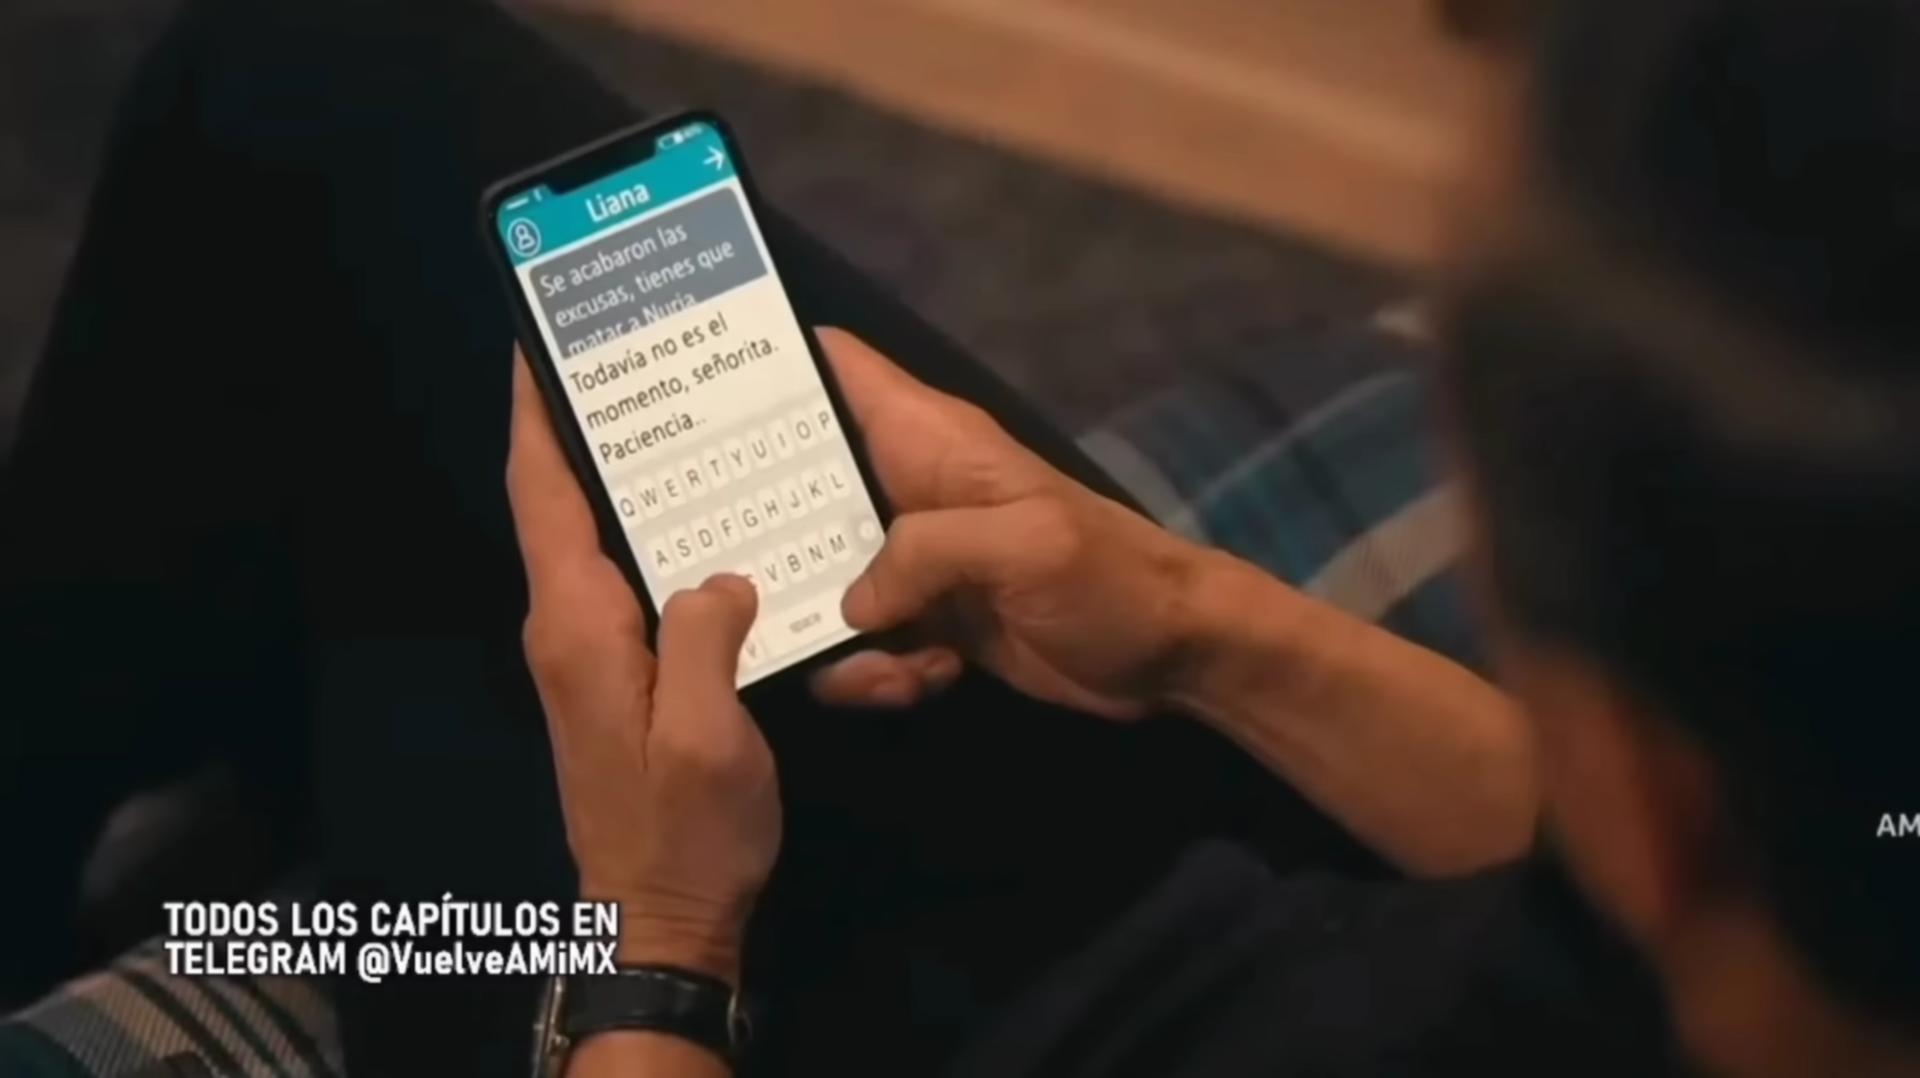 Liana
Se acabaron las
excusas, tienes que
matar a Nuria
Todavía no es el
momento, señorita.
Paciencia..
Q W E R T Y U I O P
A S D F G H J K L
V B N M
space
TODOS LOS CAPÍTULOS EN
TELEGRAM @VuelveAMiMX
AM